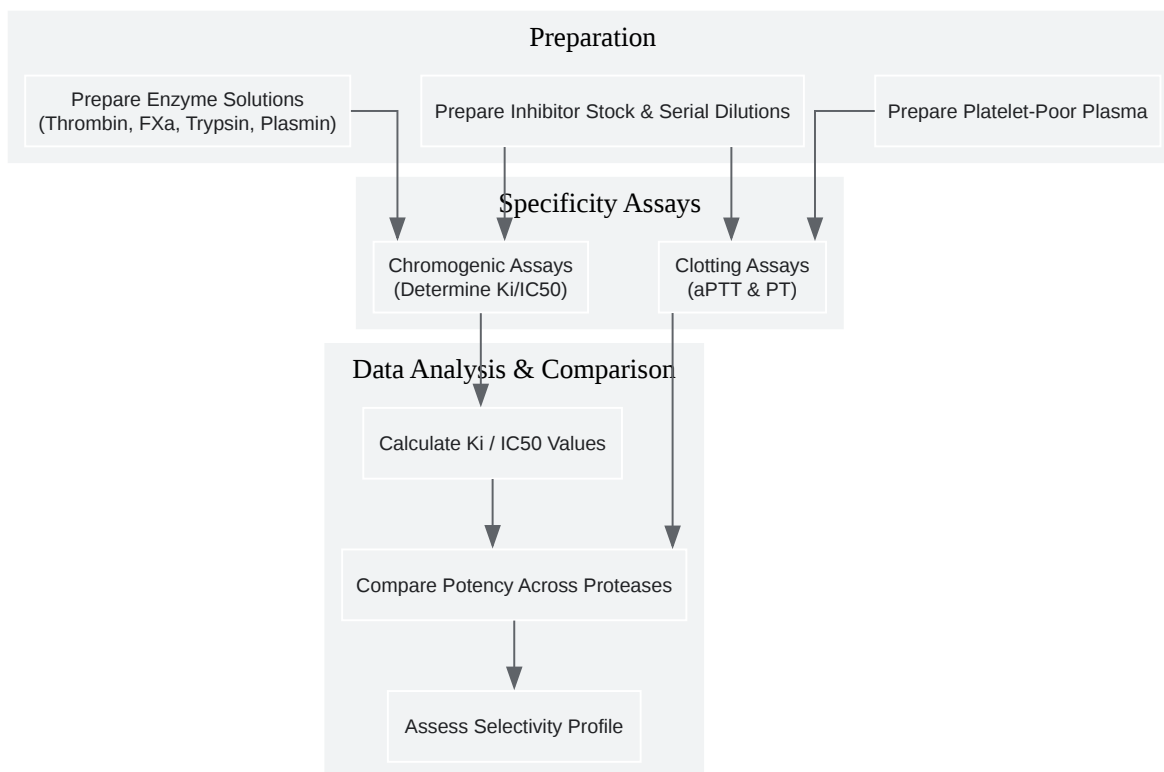 Preparation
Prepare Enzyme Solutions
(Thrombin, FXa, Trypsin, Plasmin)
Prepare Inhibitor Stock & Serial Dilutions
Prepare Platelet-Poor Plasma
Specificity Assays
Chromogenic Assays
(Determine Ki/IC50)
Clotting Assays
(aPTT & PT)
Data Analysis & Comparison
Calculate Ki / IC50 Values
Compare Potency Across Proteases
Assess Selectivity Profile